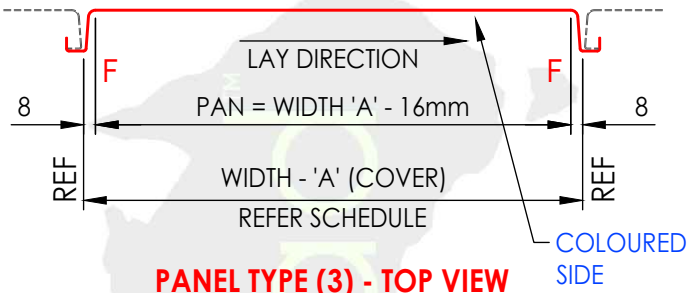 LAY DIRECTION
F
F
8
PAN = WIDTH 'A' - 16mm
8
REF
WIDTH - 'A' (COVER)
REF
REFER SCHEDULE
COLOURED
SIDE
PANEL TYPE (3) - TOP VIEW